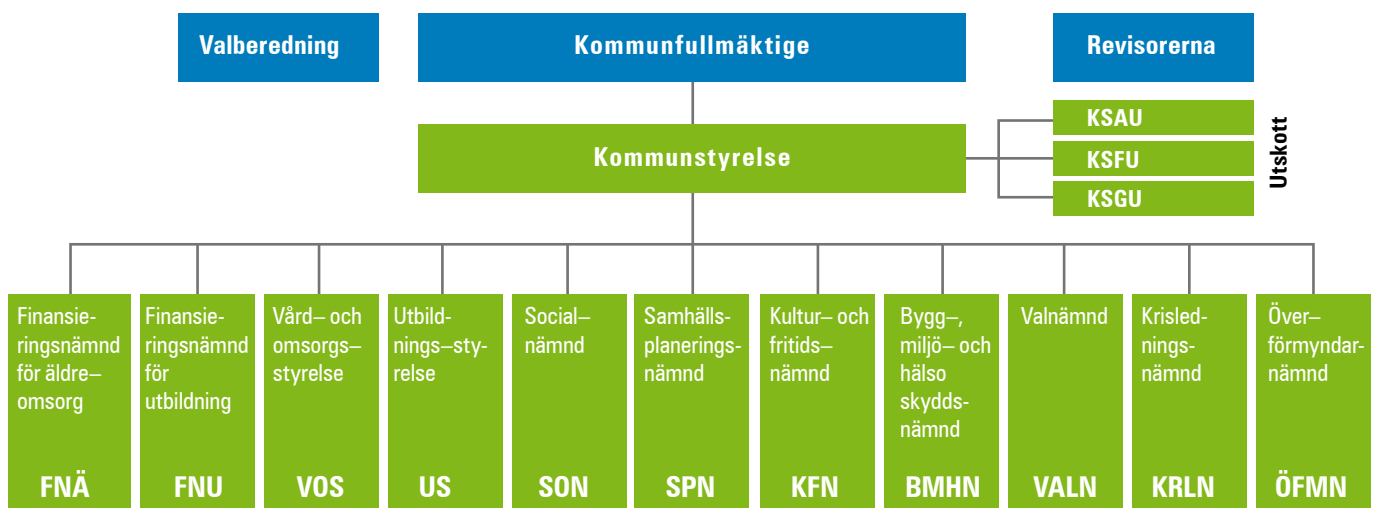 Valberedning
Kommunfullmäktige
Revisorerna
Kommunstyrelse
KSAU
KSFU
KSGU
Utskott
Finansie-
ringsnämnd
för äldre–
omsorg
FNÄ
Finansie-
ringsnämnd
för
utbildning
FNU
Vård– och
omsorgs–
styrelse
VOS
Utbild-
nings–sty-
relse
US
Social–
nämnd
SON
Samhälls-
planerings-
nämnd
SPN
Kultur– och
fritids–
nämnd
KFN
Bygg–,
miljö– och
hälso
skydds-
nämnd
BMHN
Valnämnd
VALN
Krisled-
nings-
nämnd
KRLN
Över–
förmyndar-
nämnd
ÖFMN